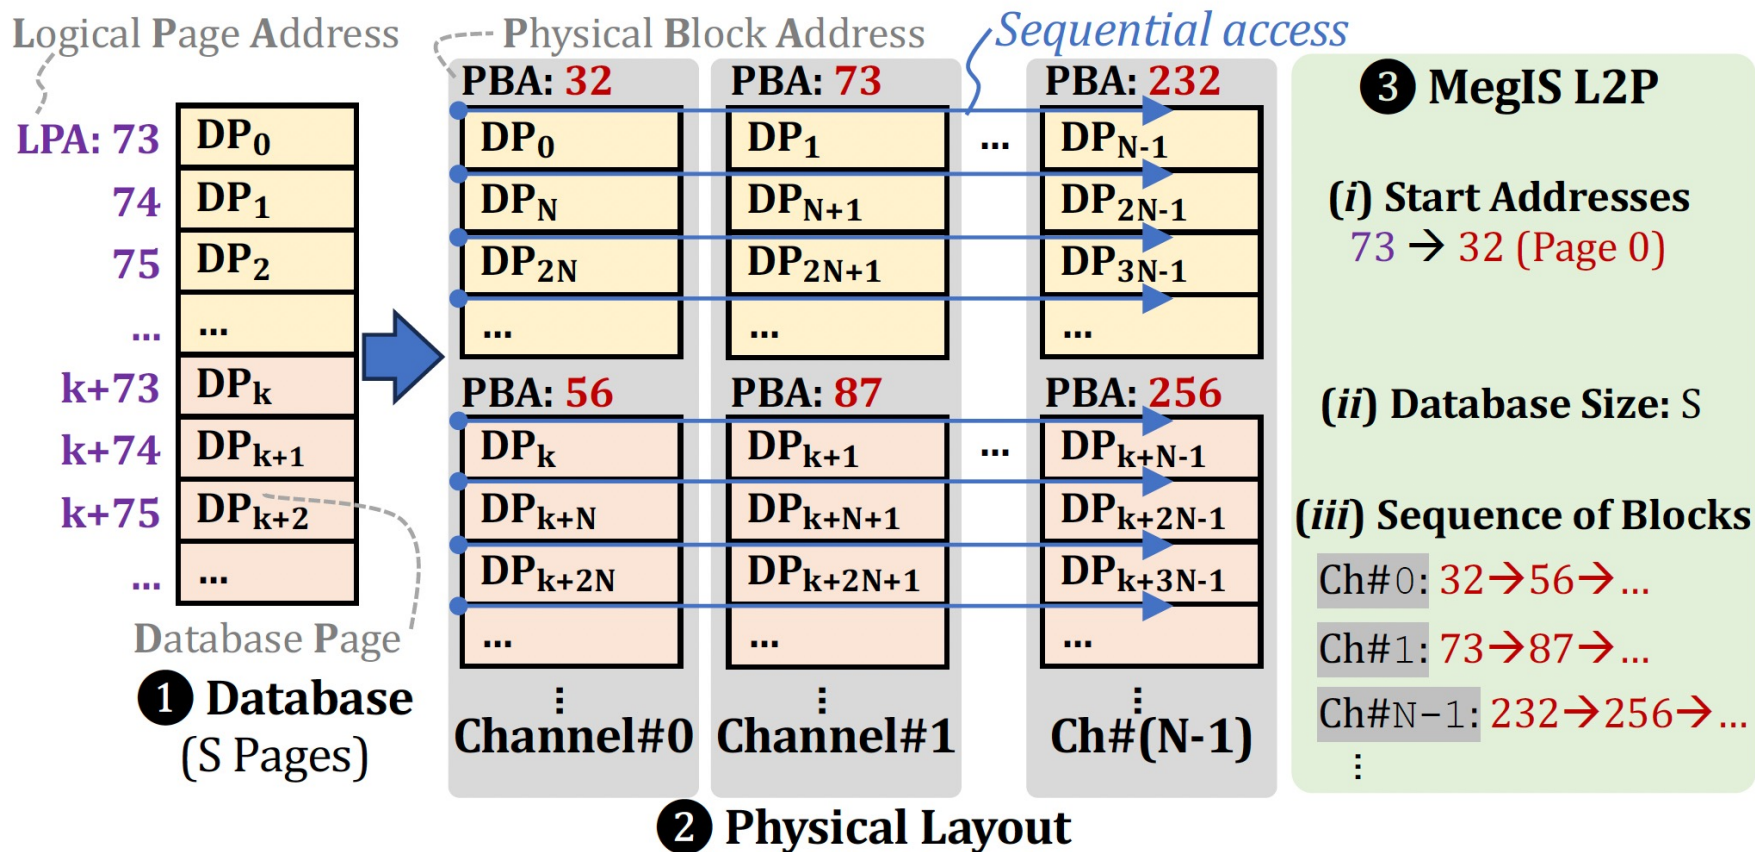 Logical Page Address
LPA: 73
74
75
...
k+73
k+74
k+75
...
DP0
DP1
DP2
...
DPk
DPk+1
DPk+2
...
Database Page
❶ Database
(S Pages)
Physical Block Address
Sequential access
PBA: 32 PBA: 73 PBA: 232
DP0 DP1 ... DPN-1
DPN DPN+1 DP2N-1
DP2N DP2N+1 DP3N-1
... ... ...
PBA: 56 PBA: 87 PBA: 256
DPk DPk+1 ... DPk+N-1
DPk+N DPk+N+1 DPk+2N-1
DPk+2N DPk+2N+1 DPk+3N-1
... ... ...
⋮ ⋮ ⋮
Channel#0 Channel#1 Ch#(N-1)
❷ Physical Layout
❸ MegIS L2P
(i) Start Addresses
73 → 32 (Page 0)
(ii) Database Size: S
(iii) Sequence of Blocks
Ch#0: 32→56→...
Ch#1: 73→87→...
Ch#N-1: 232→256→...
⋮